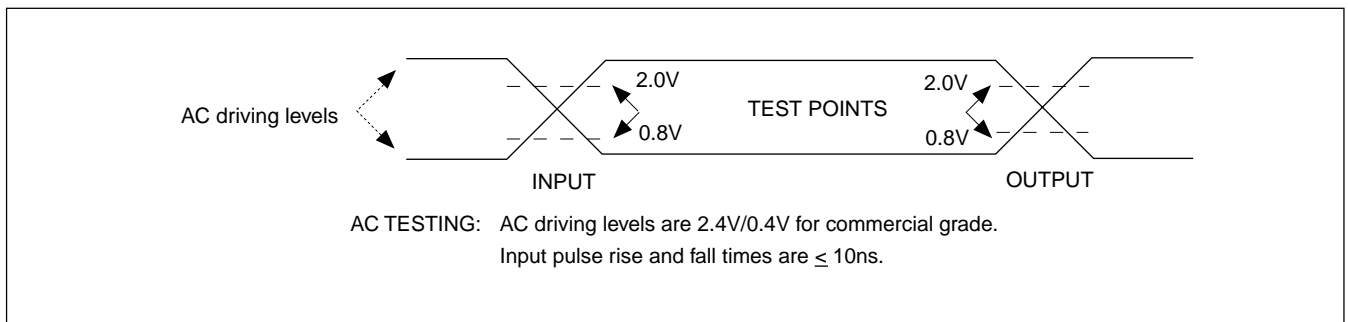 2.0V
2.0V
AC driving levels
TEST POINTS
0.8V
0.8V
INPUT
OUTPUT
AC TESTING: AC driving levels are 2.4V/0.4V for commercial grade.
Input pulse rise and fall times are ≤ 10ns.